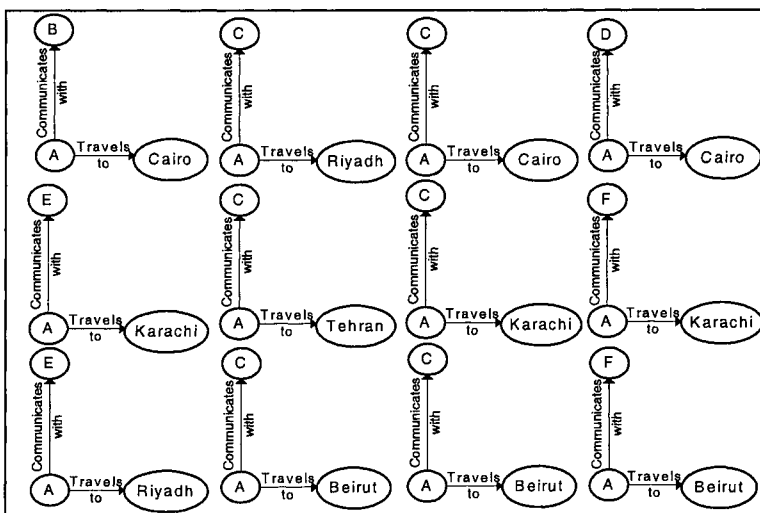 B C C D
Communicates with Communicates with Communicates with Communicates with
A Travels to Cairo A Travels to Riyadh A Travels to Cairo A Travels to Cairo
E C C F
Communicates with Communicates with Communicates with Communicates with
A Travels to Karachi A Travels to Tehran A Travels to Karachi A Travels to Karachi
E C C F
Communicates with Communicates with Communicates with Communicates with
A Travels to Riyadh A Travels to Beirut A Travels to Beirut A Travels to Beirut